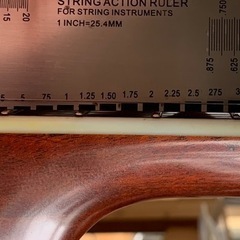 15
20
STRING ACTION RULER
FOR STRING INSTRUMENTS
1 INCH=25.4MM
.750
.875
.625
.5 .75 1 1.25 1.50 1.75 2 2.25 2.5 2.75 3